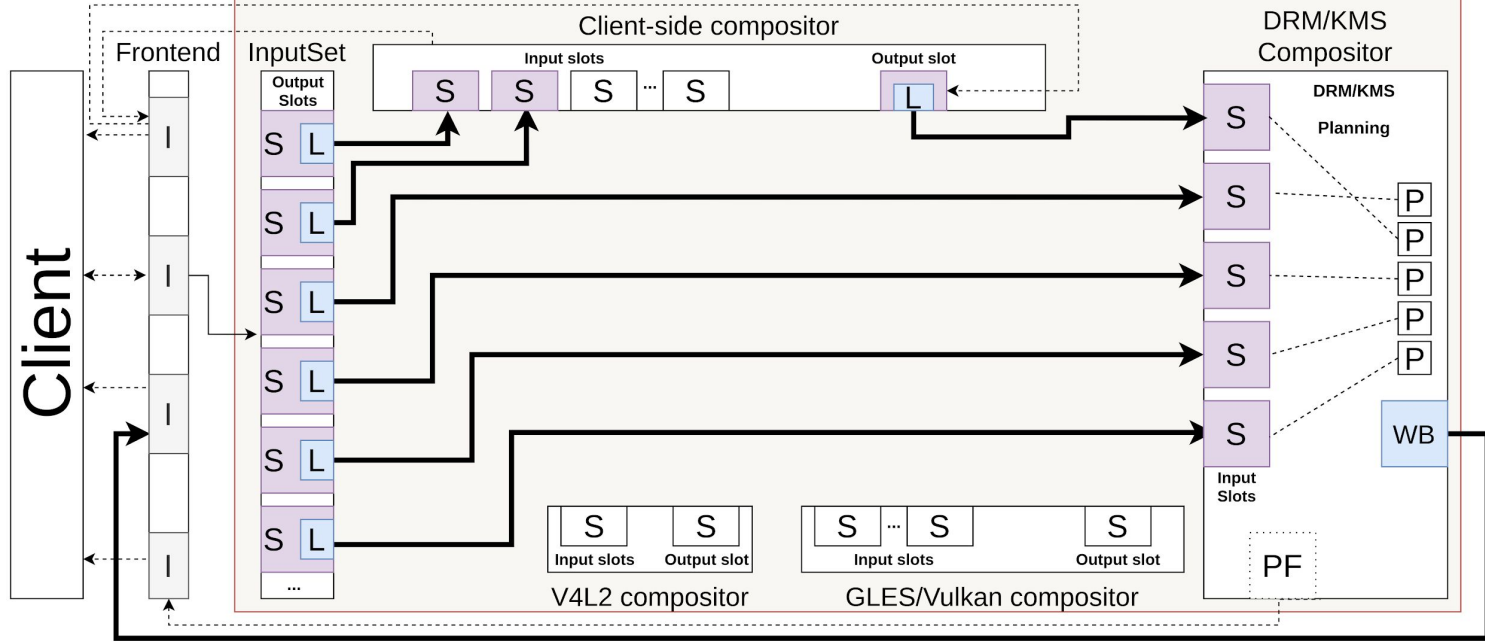 Client-side compositor
DRM/KMS
Compositor
Frontend
InputSet
Input slots
Output slot
Output
Slots
S
S
S
...
S
L
DRM/KMS
Planning
I
S L
S
S L
S
P
P
Client
I
S L
S
P
P
P
I
S L
S
S L
S
WB
Input
Slots
I
S L
...
S
S
Input slots
Output slot
V4L2 compositor
S
...
S
S
Input slots
Output slot
GLES/Vulkan compositor
PF